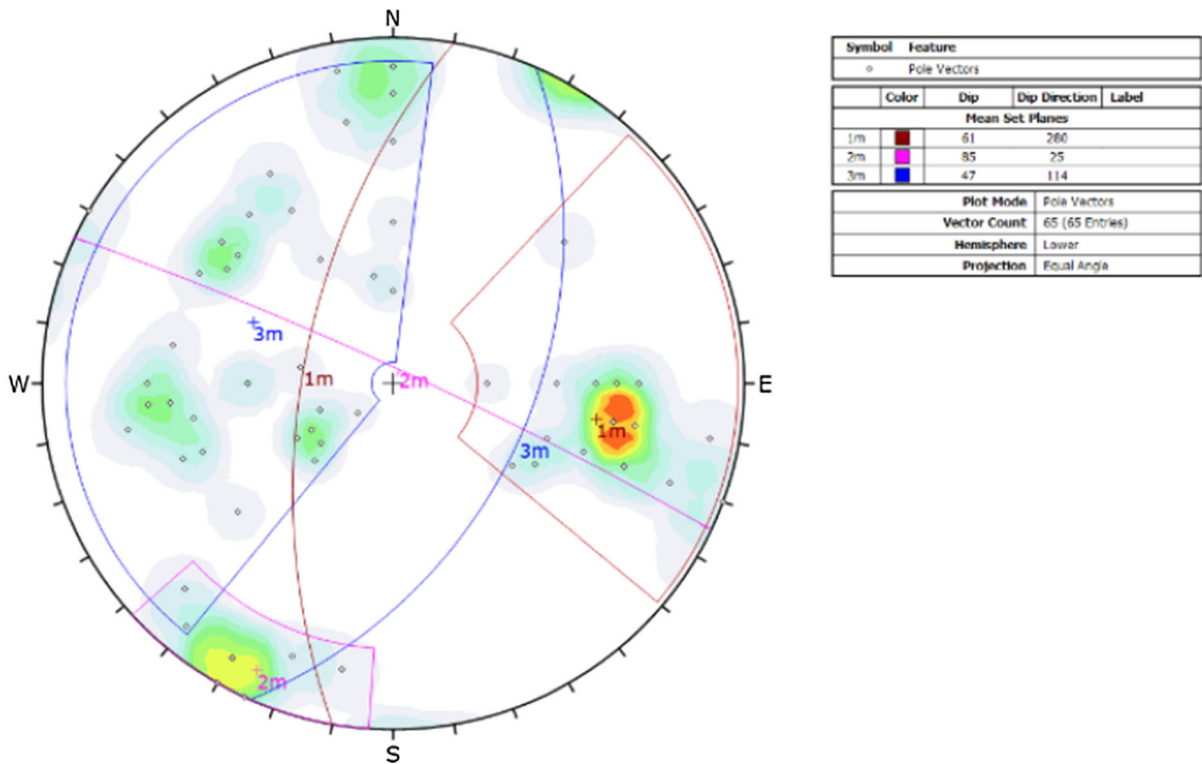 N
W
E
S
3m
1m
2m
1m
3m
2m
Symbol Feature
Pole Vectors
Color Dip Dip Direction Label
Mean Set Planes
1m 61 280
2m 85 25
3m 47 114
Plot Mode Pole Vectors
Vector Count 65 (65 Entries)
Hemisphere Lower
Projection Equal Angle